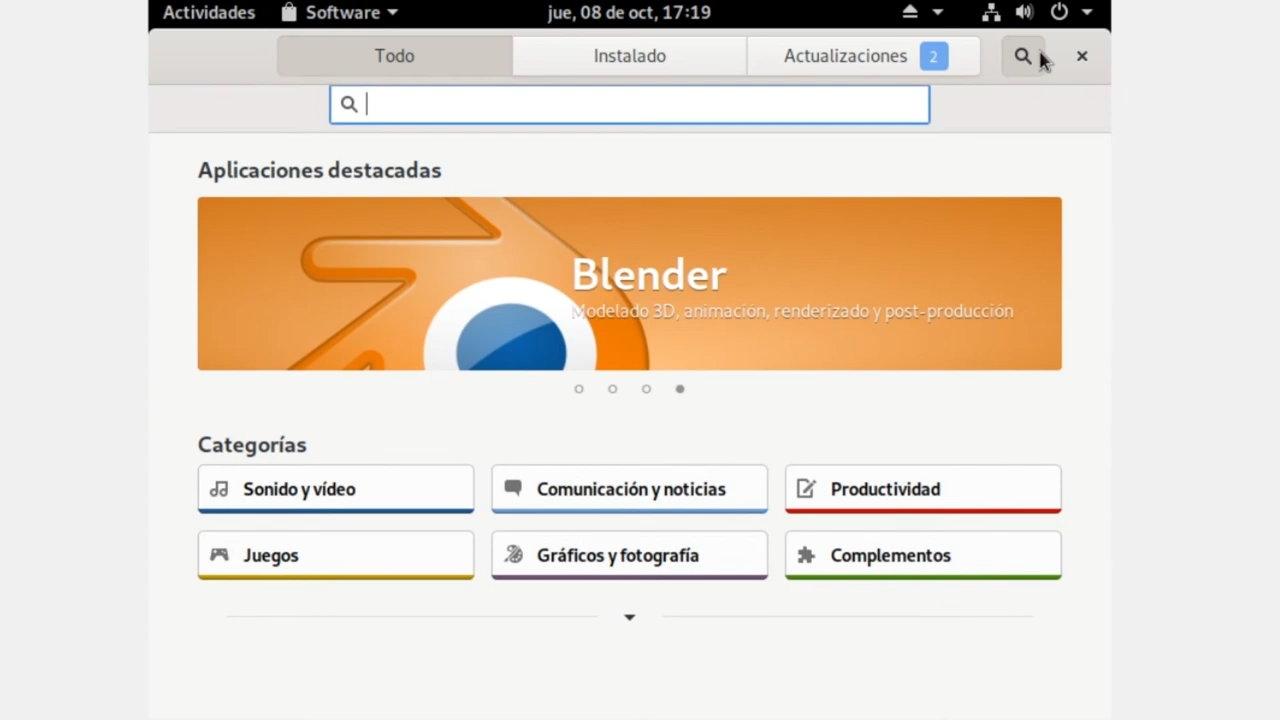 Actividades Software jue, 08 de oct, 17:19
Todo Instalado Actualizaciones 2
Aplicaciones destacadas
Blender
Modelado 3D, animación, renderizado y post-producción
Categorías
Sonido y vídeo Comunicación y noticias Productividad
Juegos Gráficos y fotografía Complementos